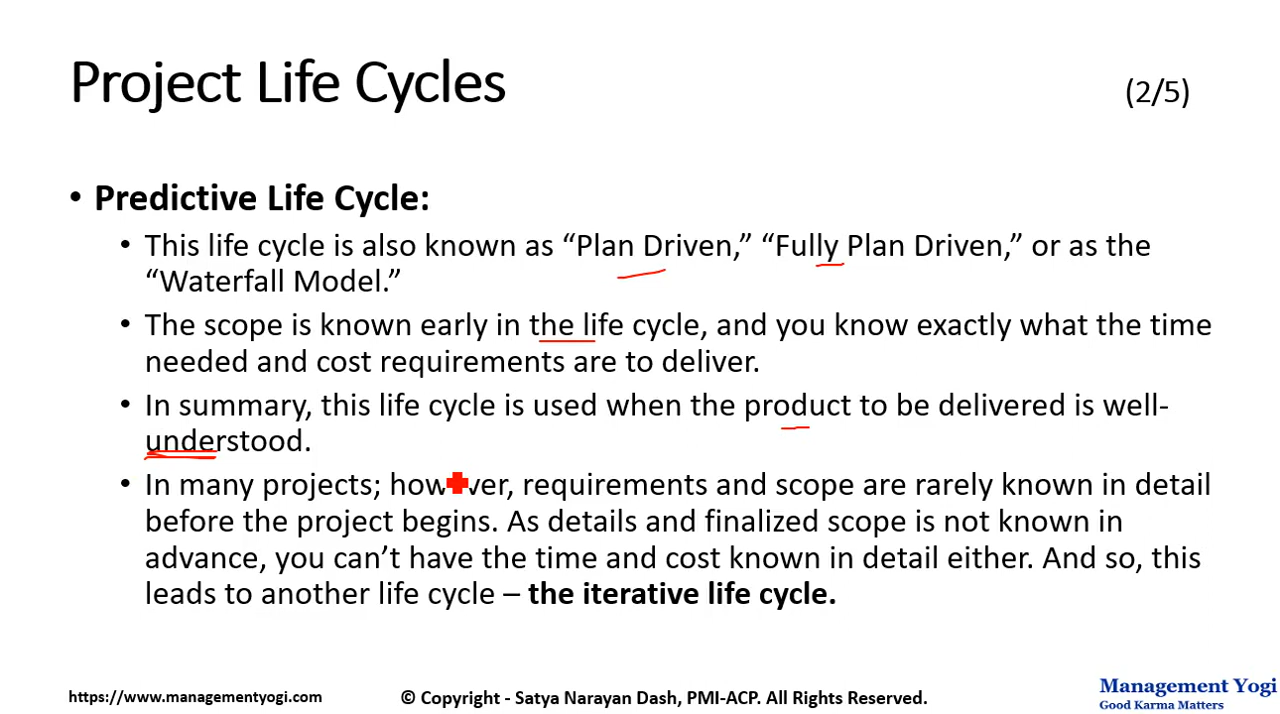 Project Life Cycles
(2/5)
• Predictive Life Cycle:
• This life cycle is also known as “Plan Driven,” “Fully Plan Driven,” or as the
“Waterfall Model.”
• The scope is known early in the life cycle, and you know exactly what the time
needed and cost requirements are to deliver.
• In summary, this life cycle is used when the product to be delivered is well-
understood.
• In many projects; however, requirements and scope are rarely known in detail
before the project begins. As details and finalized scope is not known in
advance, you can’t have the time and cost known in detail either. And so, this
leads to another life cycle – the iterative life cycle.
https://www.managementyogi.com
© Copyright - Satya Narayan Dash, PMI-ACP. All Rights Reserved.
Management Yogi
Good Karma Matters